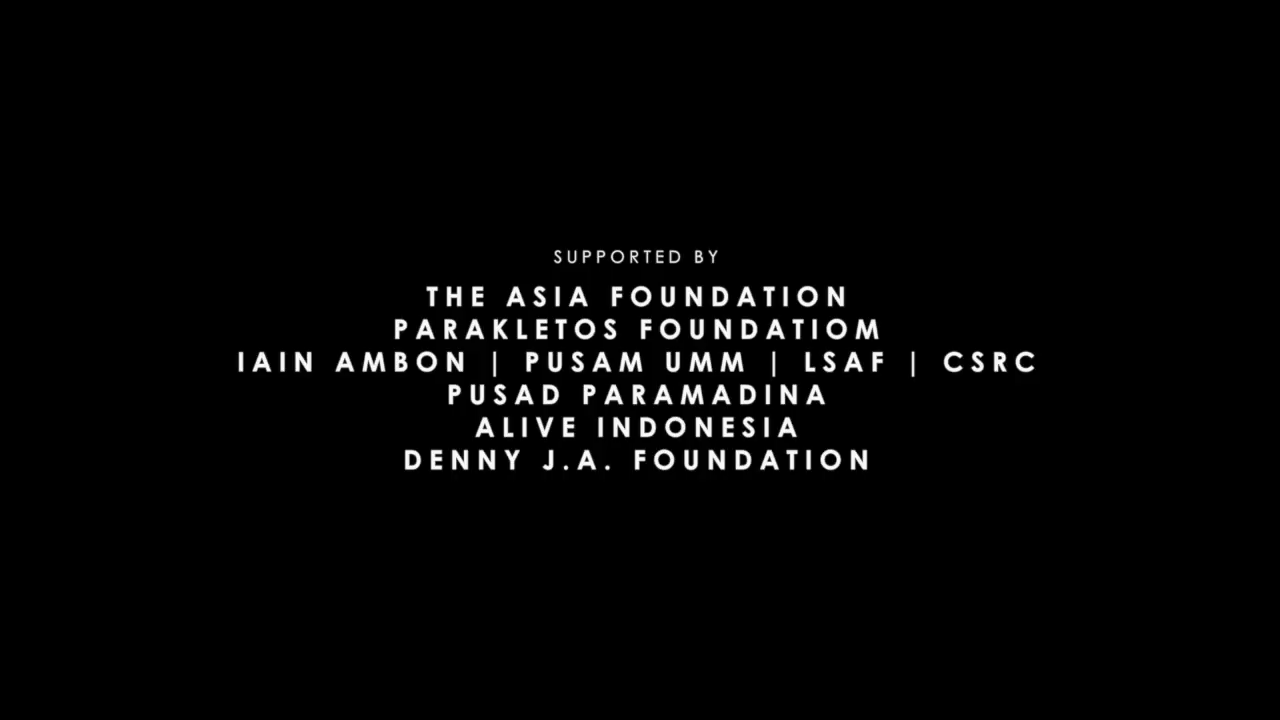 SUPPORTED BY
THE ASIA FOUNDATION
PARAKLETOS FOUNDATIOM
IAIN AMBON | PUSAM UMM | LSAF | CSRC
PUSAD PARAMADINA
ALIVE INDONESIA
DENNY J.A. FOUNDATION